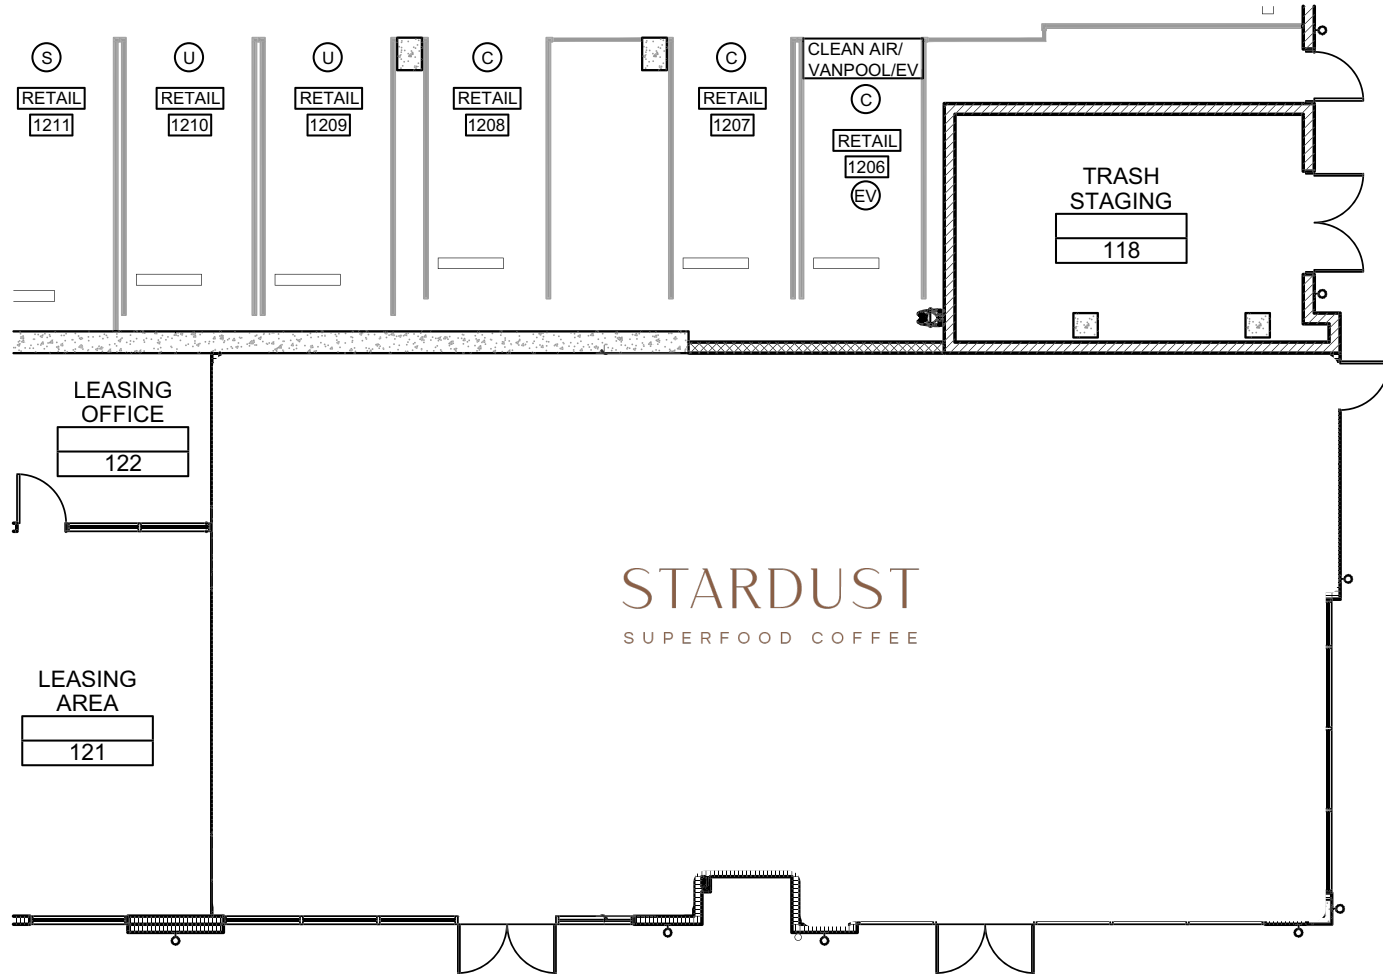 S
RETAIL
1211
U
RETAIL
1210
U
RETAIL
1209
C
RETAIL
1208
C
RETAIL
1207
CLEAN AIR/
VANPOOL/EV
C
RETAIL
1206
EV
TRASH
STAGING
118
LEASING
OFFICE
122
STARDUST
SUPERFOOD COFFEE
LEASING
AREA
121